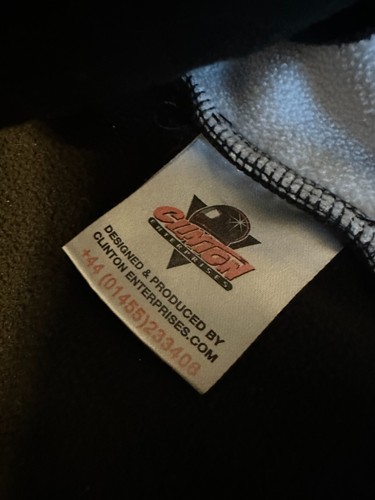 CLINTON
ENTERPRISES
DESIGNED & PRODUCED BY
CLINTON ENTERPRISES.COM
+44 (01455)233408